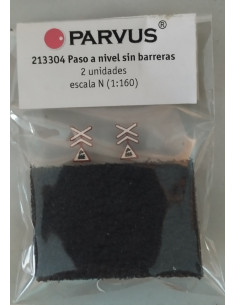 PARVUS®
213304 Paso a nivel sin barreras
2 unidades
escala N (1:160)